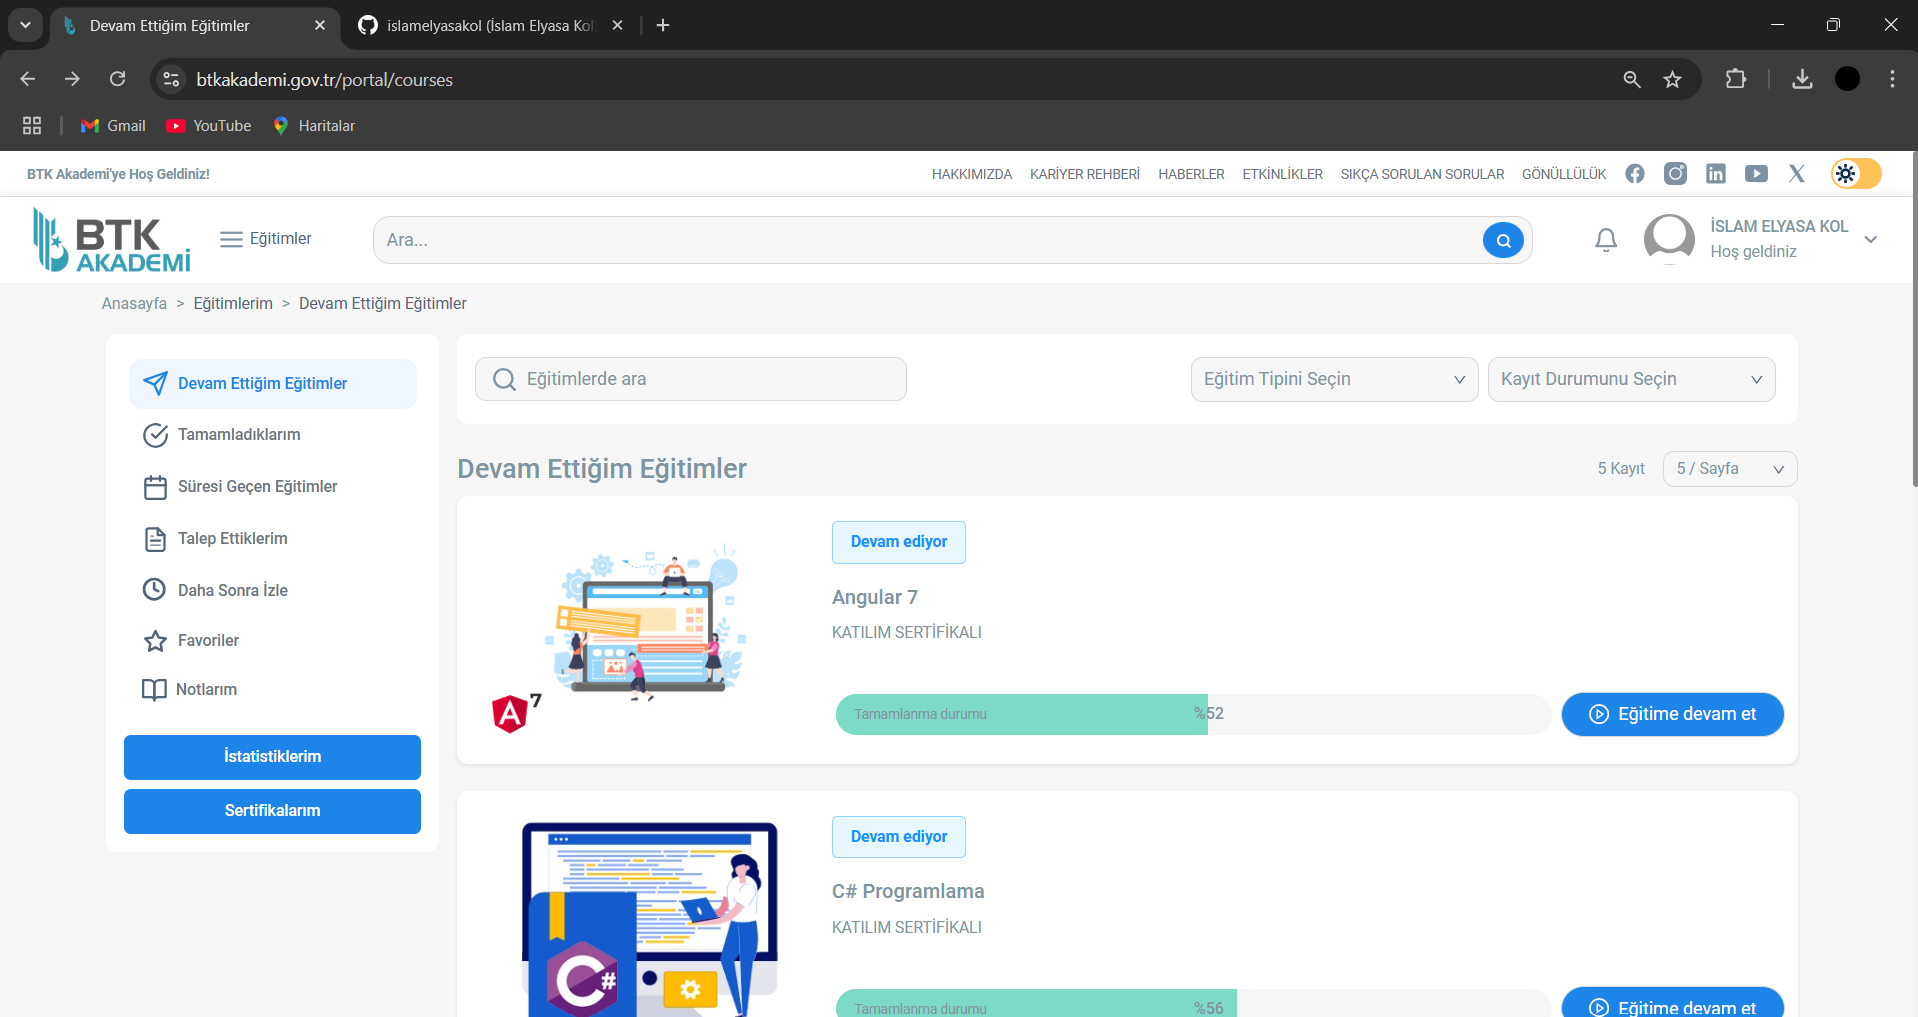 Devam Ettiğim Eğitimler
islamelyasakol (İslam Elyasa Kol)
btkakademi.gov.tr/portal/courses
Gmail
YouTube
Haritalar
BTK Akademi'ye Hoş Geldiniz!
HAKKIMIZDA
KARİYER REHBERİ
HABERLER
ETKİNLİKLER
SIKÇA SORULAN SORULAR
GÖNÜLLÜLÜK
BTK
AKADEMİ
Eğitimler
Ara...
İSLAM ELYASA KOL
Hoş geldiniz
Anasayfa > Eğitimlerim > Devam Ettiğim Eğitimler
Devam Ettiğim Eğitimler
Tamamladıklarım
Süresi Geçen Eğitimler
Talep Ettiklerim
Daha Sonra İzle
Favoriler
Notlarım
İstatistiklerim
Sertifikalarım
Eğitimlerde ara
Eğitim Tipini Seçin
Kayıt Durumunu Seçin
Devam Ettiğim Eğitimler
5 Kayıt
5 / Sayfa
Devam ediyor
Angular 7
KATILIM SERTİFİKALI
A 7
Tamamlanma durumu
%52
Eğitime devam et
Devam ediyor
C# Programlama
KATILIM SERTİFİKALI
C#
Tamamlanma durumu
%56
Eğitime devam et